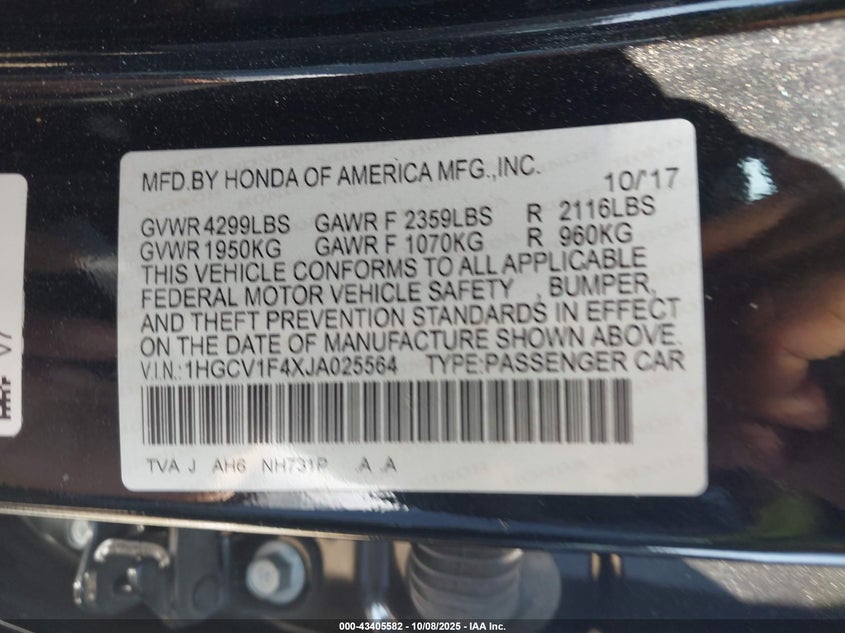 MFD.BY HONDA OF AMERICA MFG.,INC. 10/'17
GVWR 4299LBS GAWR F 2359LBS R 2116LBS
GVWR 1950KG GAWR F 1070KG R 960KG
THIS VEHICLE CONFORMS TO ALL APPLICABLE
FEDERAL MOTOR VEHICLE SAFETY , BUMPER,
AND THEFT PREVENTION STANDARDS IN EFFECT
ON THE DATE OF MANUFACTURE SHOWN ABOVE.
V.I.N.: 1HGCV1F4XJA025564 TYPE:PASSENGER CAR
TVA J AH6 NH731P .A .A
000-43405582 - 10/08/2025 - IAA Inc.